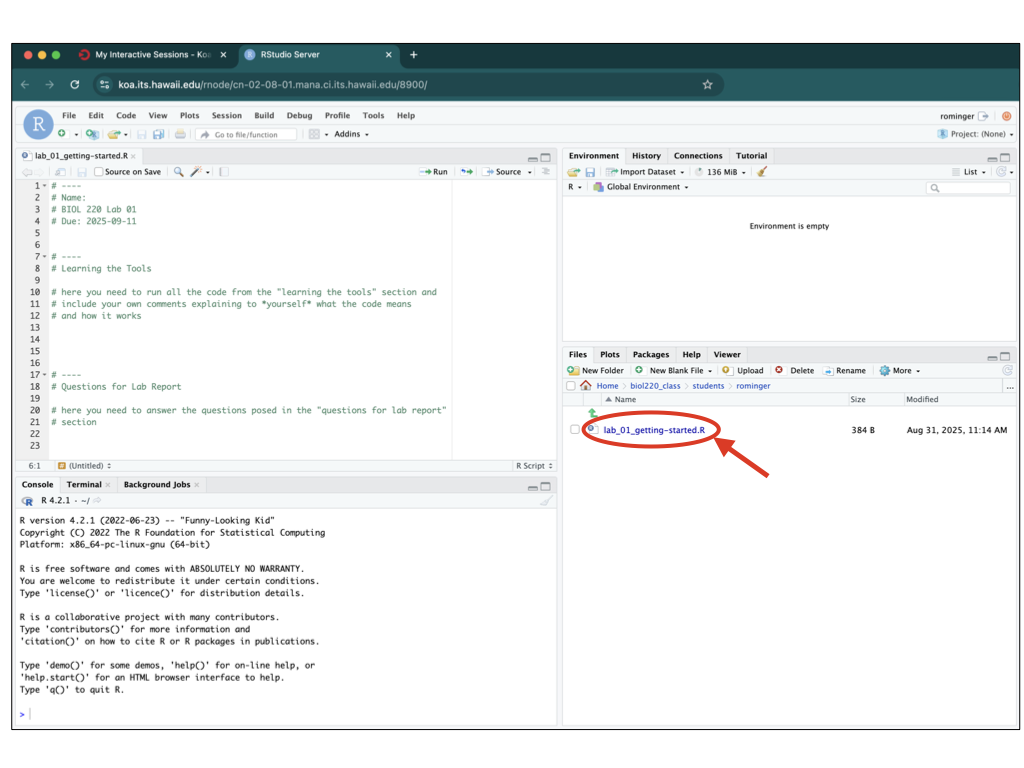 My Interactive Sessions - Koa
RStudio Server
koa.its.hawaii.edu/rnode/cn-02-08-01.mana.ci.its.hawaii.edu/8900/
R
File Edit Code View Plots Session Build Debug Profile Tools Help
rominger
Go to file/function
Addins
Project: (None)
lab_01_getting-started.R
Source on Save
Run
Source
1 # ----
2 # Name:
3 # BIOL 220 Lab 01
4 # Due: 2025-09-11
5
6
7 # ----
8 # Learning the Tools
9
10 # here you need to run all the code from the "learning the tools" section and
11 # include your own comments explaining to *yourself* what the code means
12 # and how it works
13
14
15
16
17 # ----
18 # Questions for Lab Report
19
20 # here you need to answer the questions posed in the "questions for lab report"
21 # section
22
23
6:1 (Untitled) R Script
Console Terminal Background Jobs
R 4.2.1 · ~/
R version 4.2.1 (2022-06-23) -- "Funny-Looking Kid"
Copyright (C) 2022 The R Foundation for Statistical Computing
Platform: x86_64-pc-linux-gnu (64-bit)
R is free software and comes with ABSOLUTELY NO WARRANTY.
You are welcome to redistribute it under certain conditions.
Type 'license()' or 'licence()' for distribution details.
R is a collaborative project with many contributors.
Type 'contributors()' for more information and
'citation()' on how to cite R or R packages in publications.
Type 'demo()' for some demos, 'help()' for on-line help, or
'help.start()' for an HTML browser interface to help.
Type 'q()' to quit R.
>
Environment History Connections Tutorial
Import Dataset 136 MiB List
R Global Environment
Environment is empty
Files Plots Packages Help Viewer
New Folder New Blank File Upload Delete Rename More
Home > biol220_class > students > rominger ...
Name Size Modified
lab_01_getting-started.R 384 B Aug 31, 2025, 11:14 AM